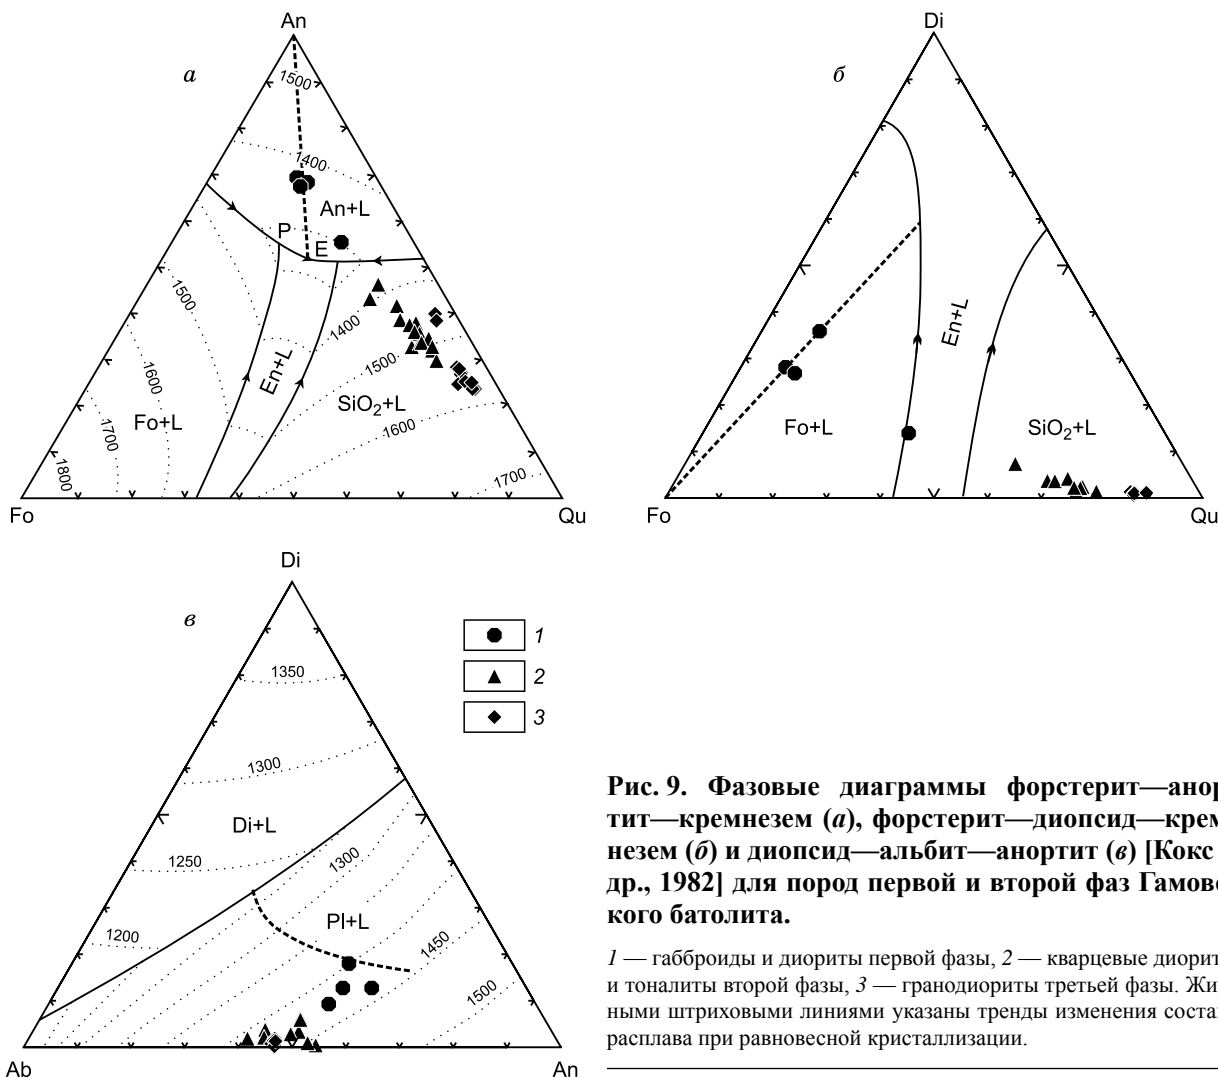 An
а
1500
1400
An+L
P
E
1500
1400
En+L
1500
1600
SiO₂+L
Fo+L
1600
1700
1800
1700
Fo
Qu
Di
б
En+L
Fo+L
SiO₂+L
Fo
Qu
Di
в
1
2
3
1350
1300
Di+L
1250
1300
1200
Pl+L
1450
1500
Ab
An
Рис. 9. Фазовые диаграммы форстерит—анор-
тит—кремнезем (а), форстерит—диопсид—крем-
незем (б) и диопсид—альбит—анортит (в) [Кокс
др., 1982] для пород первой и второй фаз Гамовс
кого батолита.
1 — габброиды и диориты первой фазы, 2 — кварцевые диорит
и тоналиты второй фазы, 3 — гранодиориты третьей фазы. Жи
ными штриховыми линиями указаны тренды изменения соста
расплава при равновесной кристаллизации.